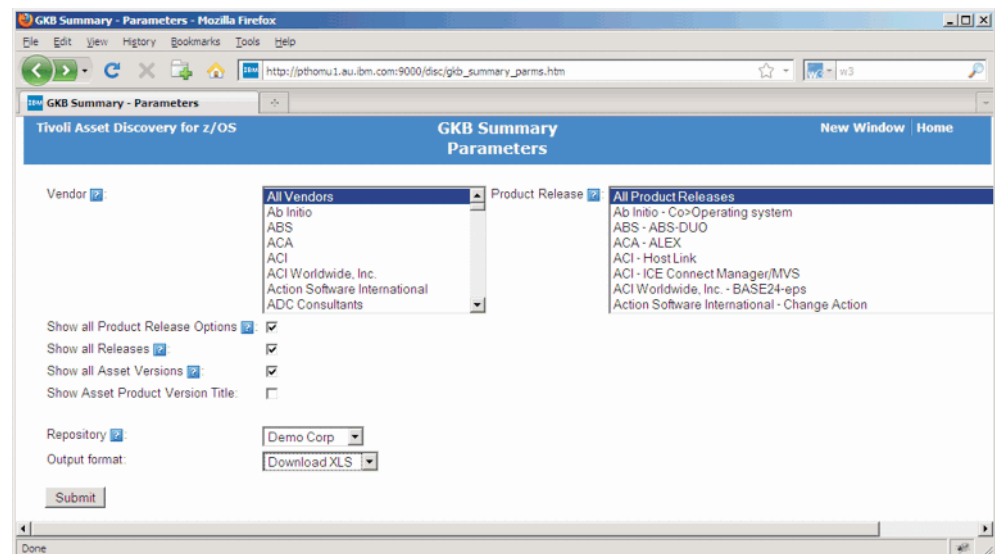 GKB Summary - Parameters - Mozilla Firefox
File Edit View History Bookmarks Tools Help
http://pthomu1.au.ibm.com:9000/disc/gkb_summary_parms.htm
w3
IBM GKB Summary - Parameters
Tivoli Asset Discovery for z/OS
GKB Summary
Parameters
New Window Home
Vendor ?:
All Vendors
Ab Initio
ABS
ACA
ACI
ACI Worldwide, Inc.
Action Software International
ADC Consultants
Product Release ?:
All Product Releases
Ab Initio - Co>Operating system
ABS - ABS-DUO
ACA - ALEX
ACI - Host Link
ACI - ICE Connect Manager/MVS
ACI Worldwide, Inc. - BASE24-eps
Action Software International - Change Action
Show all Product Release Options ?:
Show all Releases ?:
Show all Asset Versions ?:
Show Asset Product Version Title:
Repository ?:
Demo Corp
Output format:
Download XLS
Submit
Done